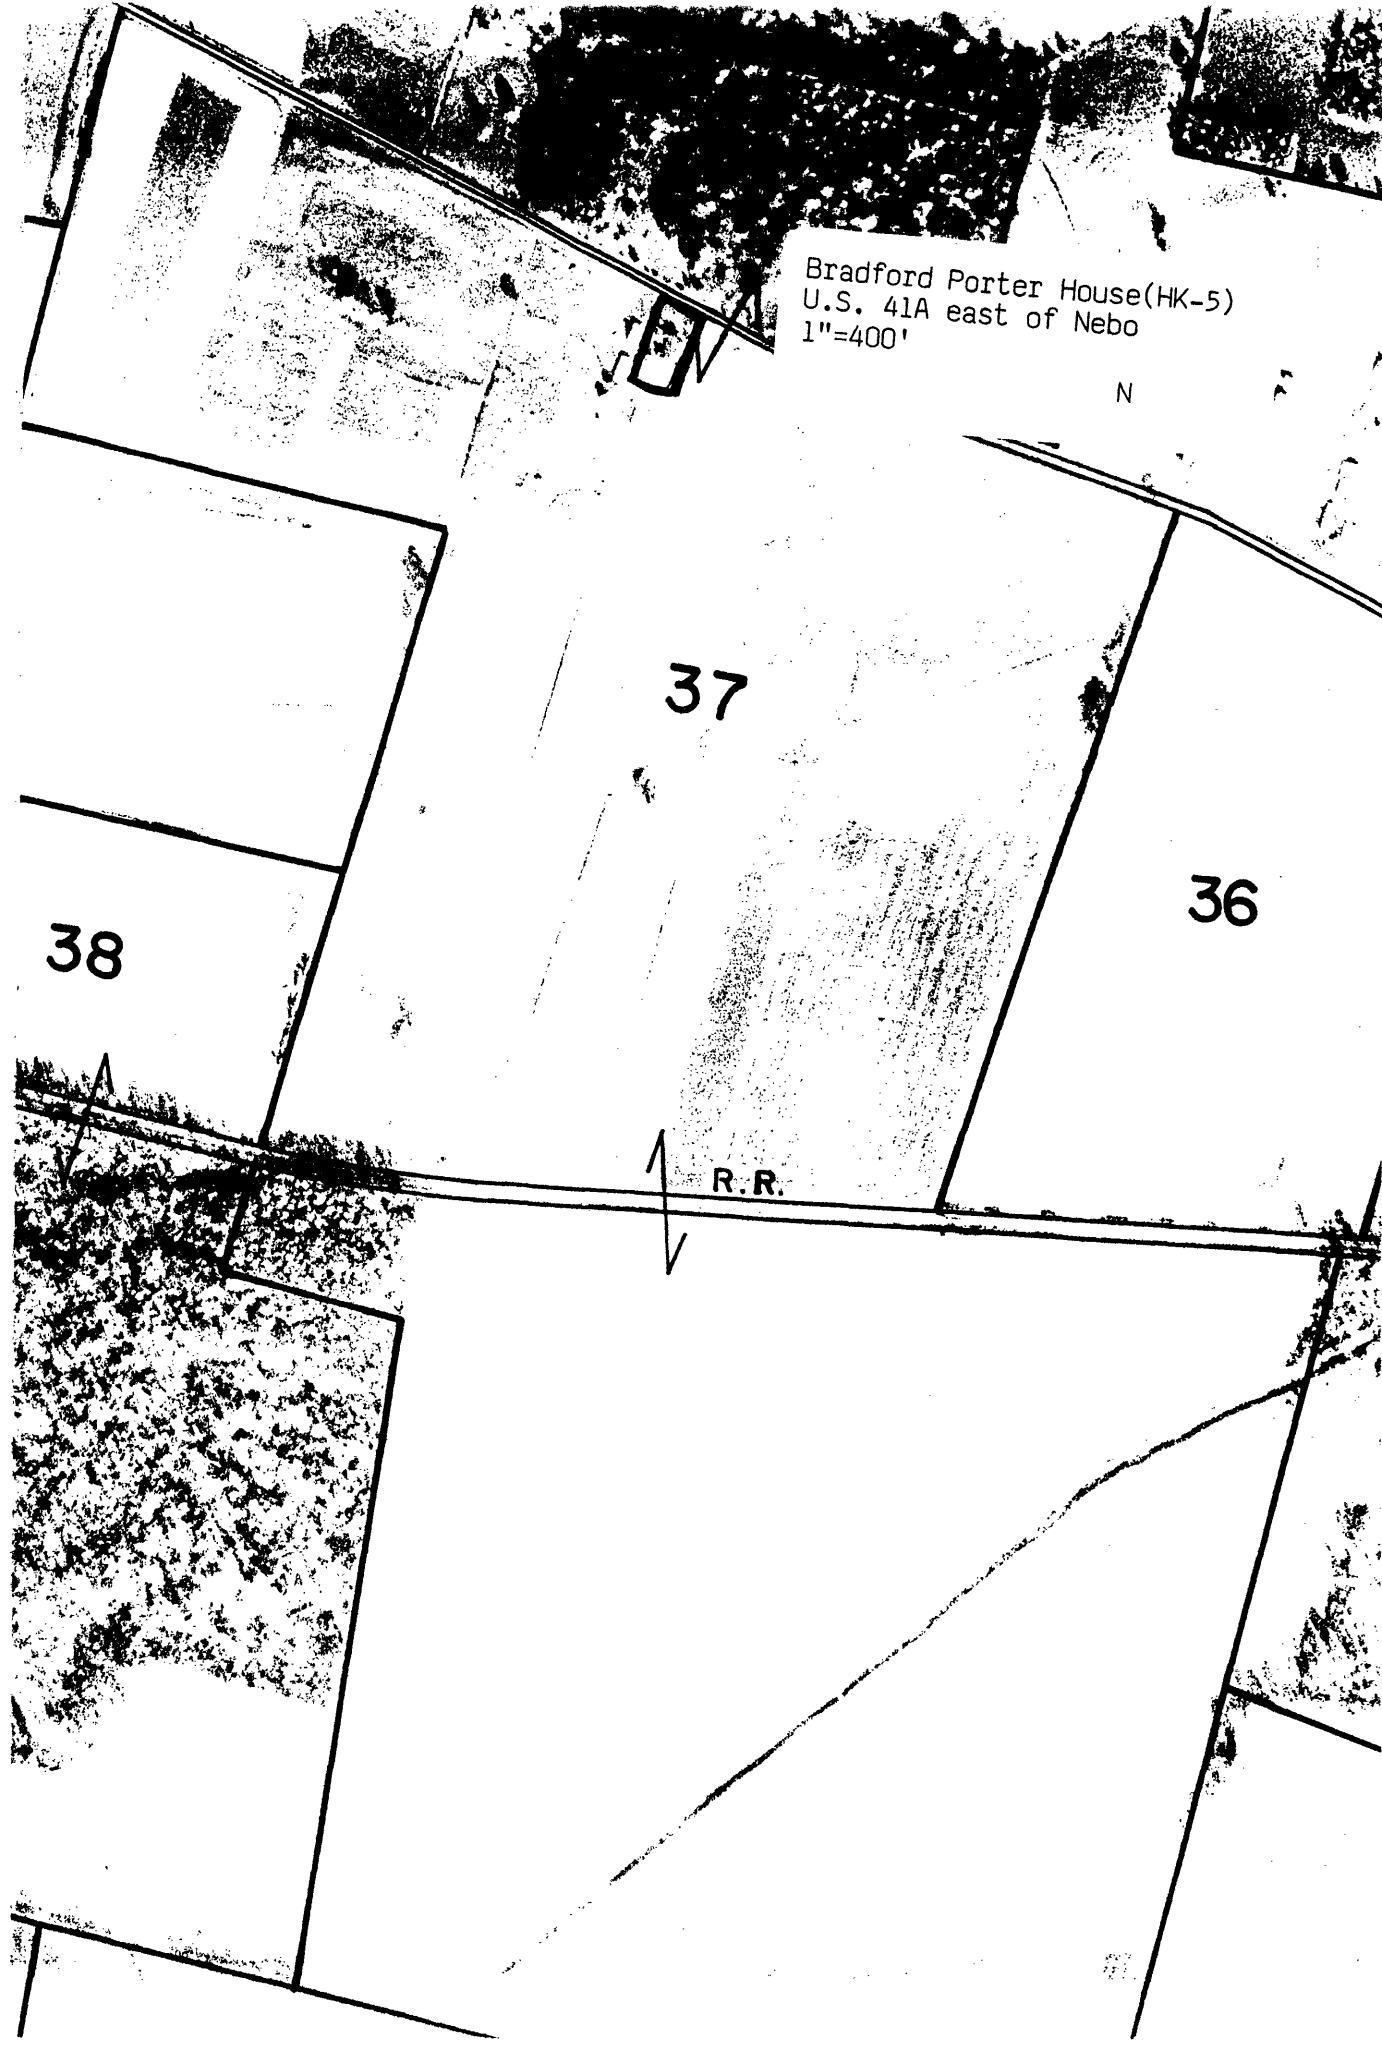 Bradford Porter House(HK-5)
U.S. 41A east of Nebo
1"=400'
N
37
36
38
R.R.